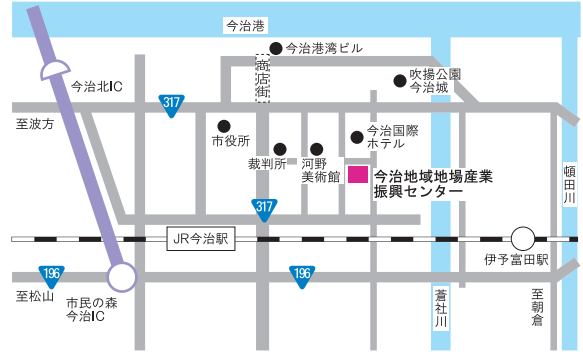 今治港
今治港湾ビル
商店街
吹揚公園
今治城
今治北IC
317
至波方
市役所
今治国際
ホテル
裁判所
河野
美術館
今治地域地場産業
振興センター
頓田川
317
JR今治駅
伊予富田駅
196
196
至松山
市民の森
今治IC
蒼社川
至朝倉